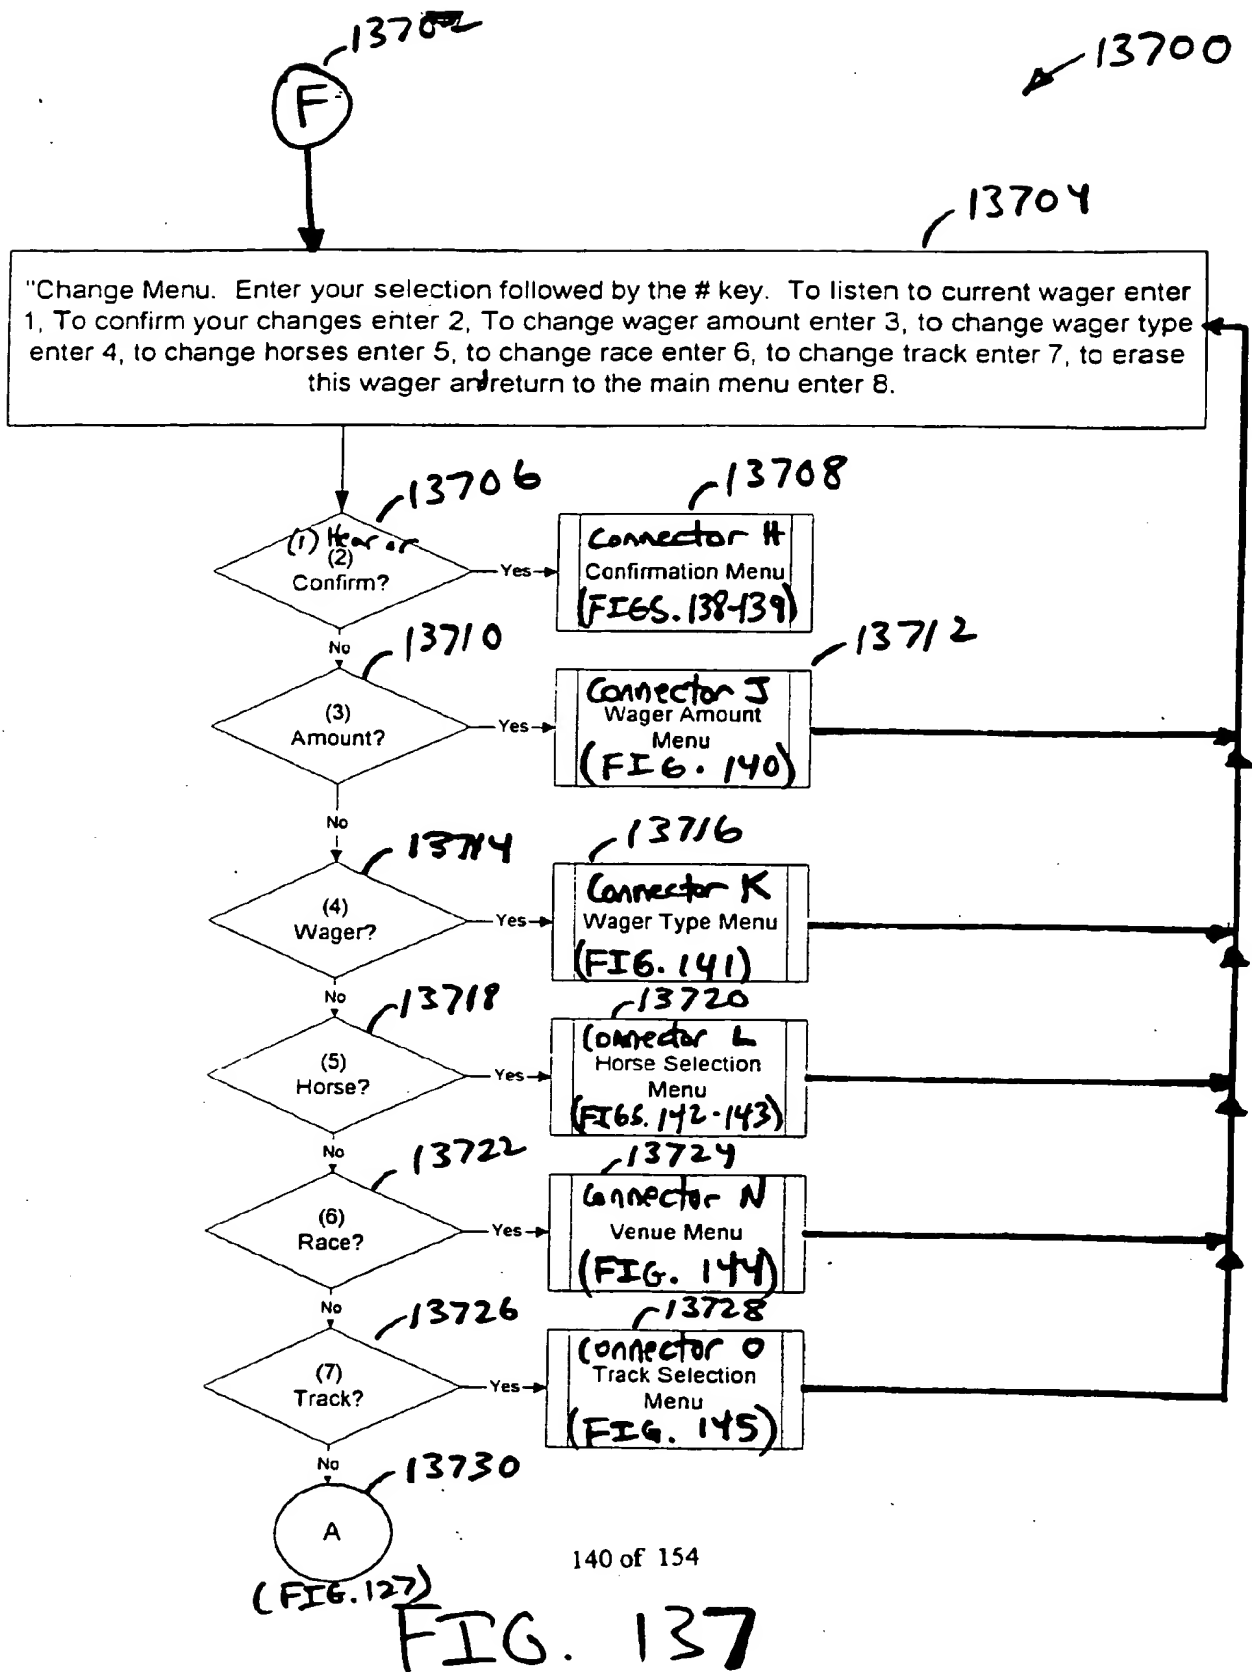 13702
13700
F
13704
"Change Menu. Enter your selection followed by the # key. To listen to current wager enter
1, To confirm your changes enter 2, To change wager amount enter 3, to change wager type
enter 4, to change horses enter 5, to change race enter 6, to change track enter 7, to erase
this wager and return to the main menu enter 8.
13706
13708
(1) Hear or
(2)
Confirm?
Yes
Connector H
Confirmation Menu
(FIGS. 138-139)
No
13710
13712
(3)
Amount?
Yes
Connector J
Wager Amount
Menu
(FIG. 140)
No
13714
13716
(4)
Wager?
Yes
Connector K
Wager Type Menu
(FIG. 141)
No
13718
13720
(5)
Horse?
Yes
Connector L
Horse Selection
Menu
(FIGS. 142-143)
No
13722
13724
(6)
Race?
Yes
Connector N
Venue Menu
(FIG. 144)
No
13726
13728
(7)
Track?
Yes
Connector O
Track Selection
Menu
(FIG. 145)
No
13730
A
(FIG. 127)
140 of 154
FIG. 137